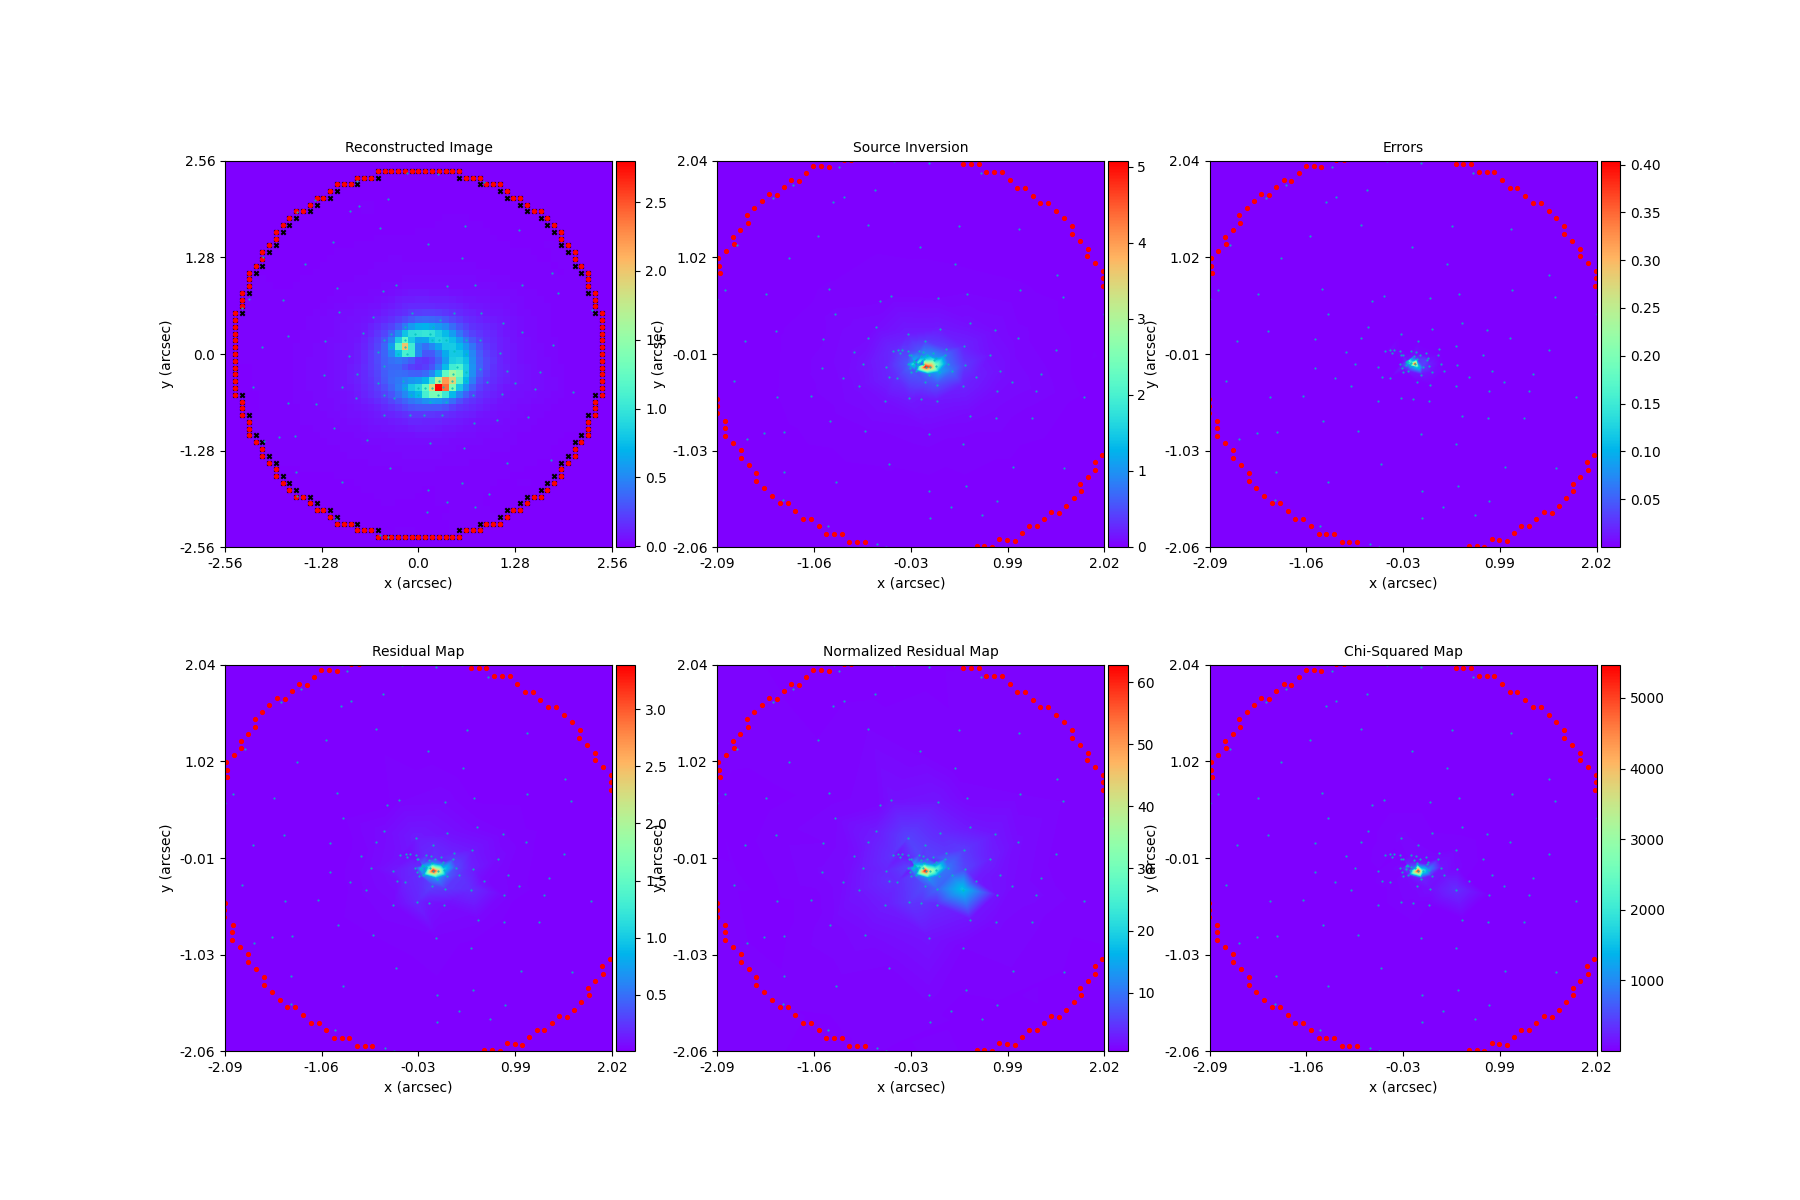 Reconstructed Image
2.56
1.28
0.0
-1.28
-2.56
y (arcsec)
-2.56 -1.28 0.0 1.28 2.56
x (arcsec)
2.5
2.0
1.5
1.0
0.5
0.0
Source Inversion
2.04
1.02
-0.01
-1.03
-2.06
y (arcsec)
-2.09 -1.06 -0.03 0.99 2.02
x (arcsec)
5
4
3
2
1
0
Errors
2.04
1.02
-0.01
-1.03
-2.06
y (arcsec)
-2.09 -1.06 -0.03 0.99 2.02
x (arcsec)
0.40
0.35
0.30
0.25
0.20
0.15
0.10
0.05
Residual Map
2.04
1.02
-0.01
-1.03
-2.06
y (arcsec)
-2.09 -1.06 -0.03 0.99 2.02
x (arcsec)
3.0
2.5
2.0
1.5
1.0
0.5
Normalized Residual Map
2.04
1.02
-0.01
-1.03
-2.06
y (arcsec)
-2.09 -1.06 -0.03 0.99 2.02
x (arcsec)
60
50
40
30
20
10
Chi-Squared Map
2.04
1.02
-0.01
-1.03
-2.06
y (arcsec)
-2.09 -1.06 -0.03 0.99 2.02
x (arcsec)
5000
4000
3000
2000
1000